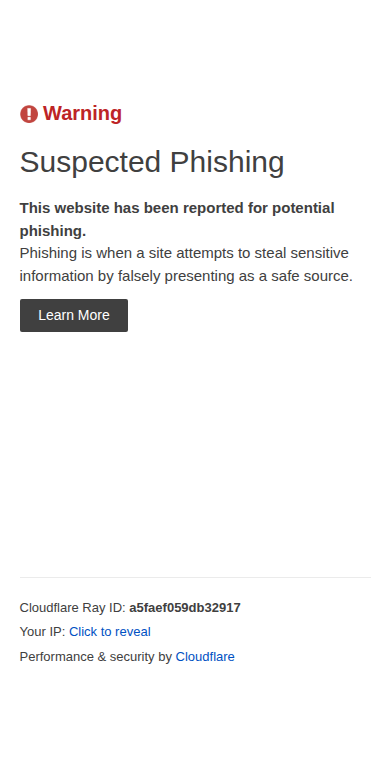 Warning
Suspected Phishing
This website has been reported for potential
phishing.
Phishing is when a site attempts to steal sensitive
information by falsely presenting as a safe source.
Learn More
Cloudflare Ray ID: a5faef059db32917
Your IP: Click to reveal
Performance & security by Cloudflare